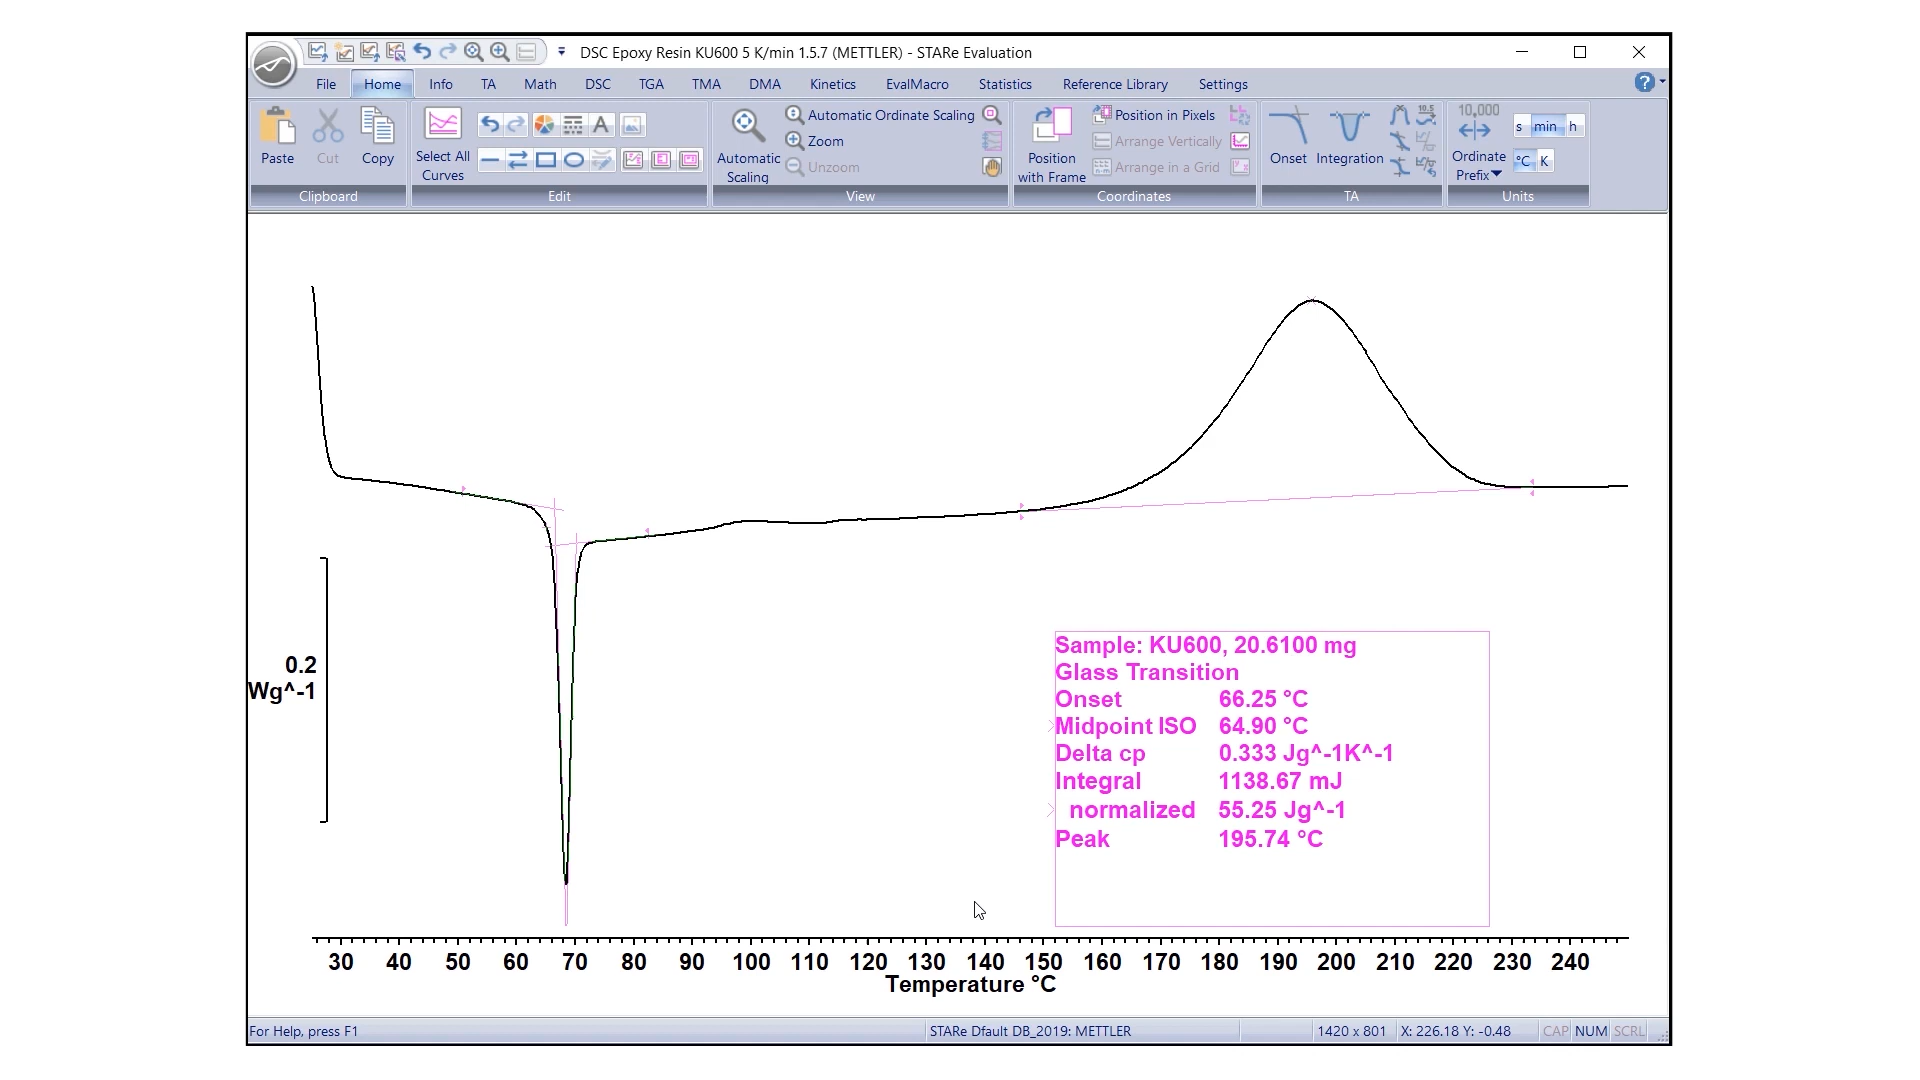 DSC Epoxy Resin KU600 5 K/min 1.5.7 (METTLER) - STARe Evaluation
File Home Info TA Math DSC TGA TMA DMA Kinetics EvalMacro Statistics Reference Library Settings
Paste
Cut
Copy
Clipboard
Select All
Curves
A
Edit
Automatic
Scaling
Automatic Ordinate Scaling
Zoom
Unzoom
View
Position
with Frame
Position in Pixels
Arrange Vertically
Arrange in a Grid
Coordinates
Onset
Integration
10.5
TA
10,000
Ordinate
Prefix
s min h
°C K
Units
0.2
Wg^-1
Sample: KU600, 20.6100 mg
Glass Transition
Onset 66.25 °C
Midpoint ISO 64.90 °C
Delta cp 0.333 Jg^-1K^-1
Integral 1138.67 mJ
normalized 55.25 Jg^-1
Peak 195.74 °C
30 40 50 60 70 80 90 100 110 120 130 140 150 160 170 180 190 200 210 220 230 240
Temperature °C
For Help, press F1
STARe Dfault DB_2019: METTLER
1420 x 801
X: 226.18 Y: -0.48
CAP NUM SCRL